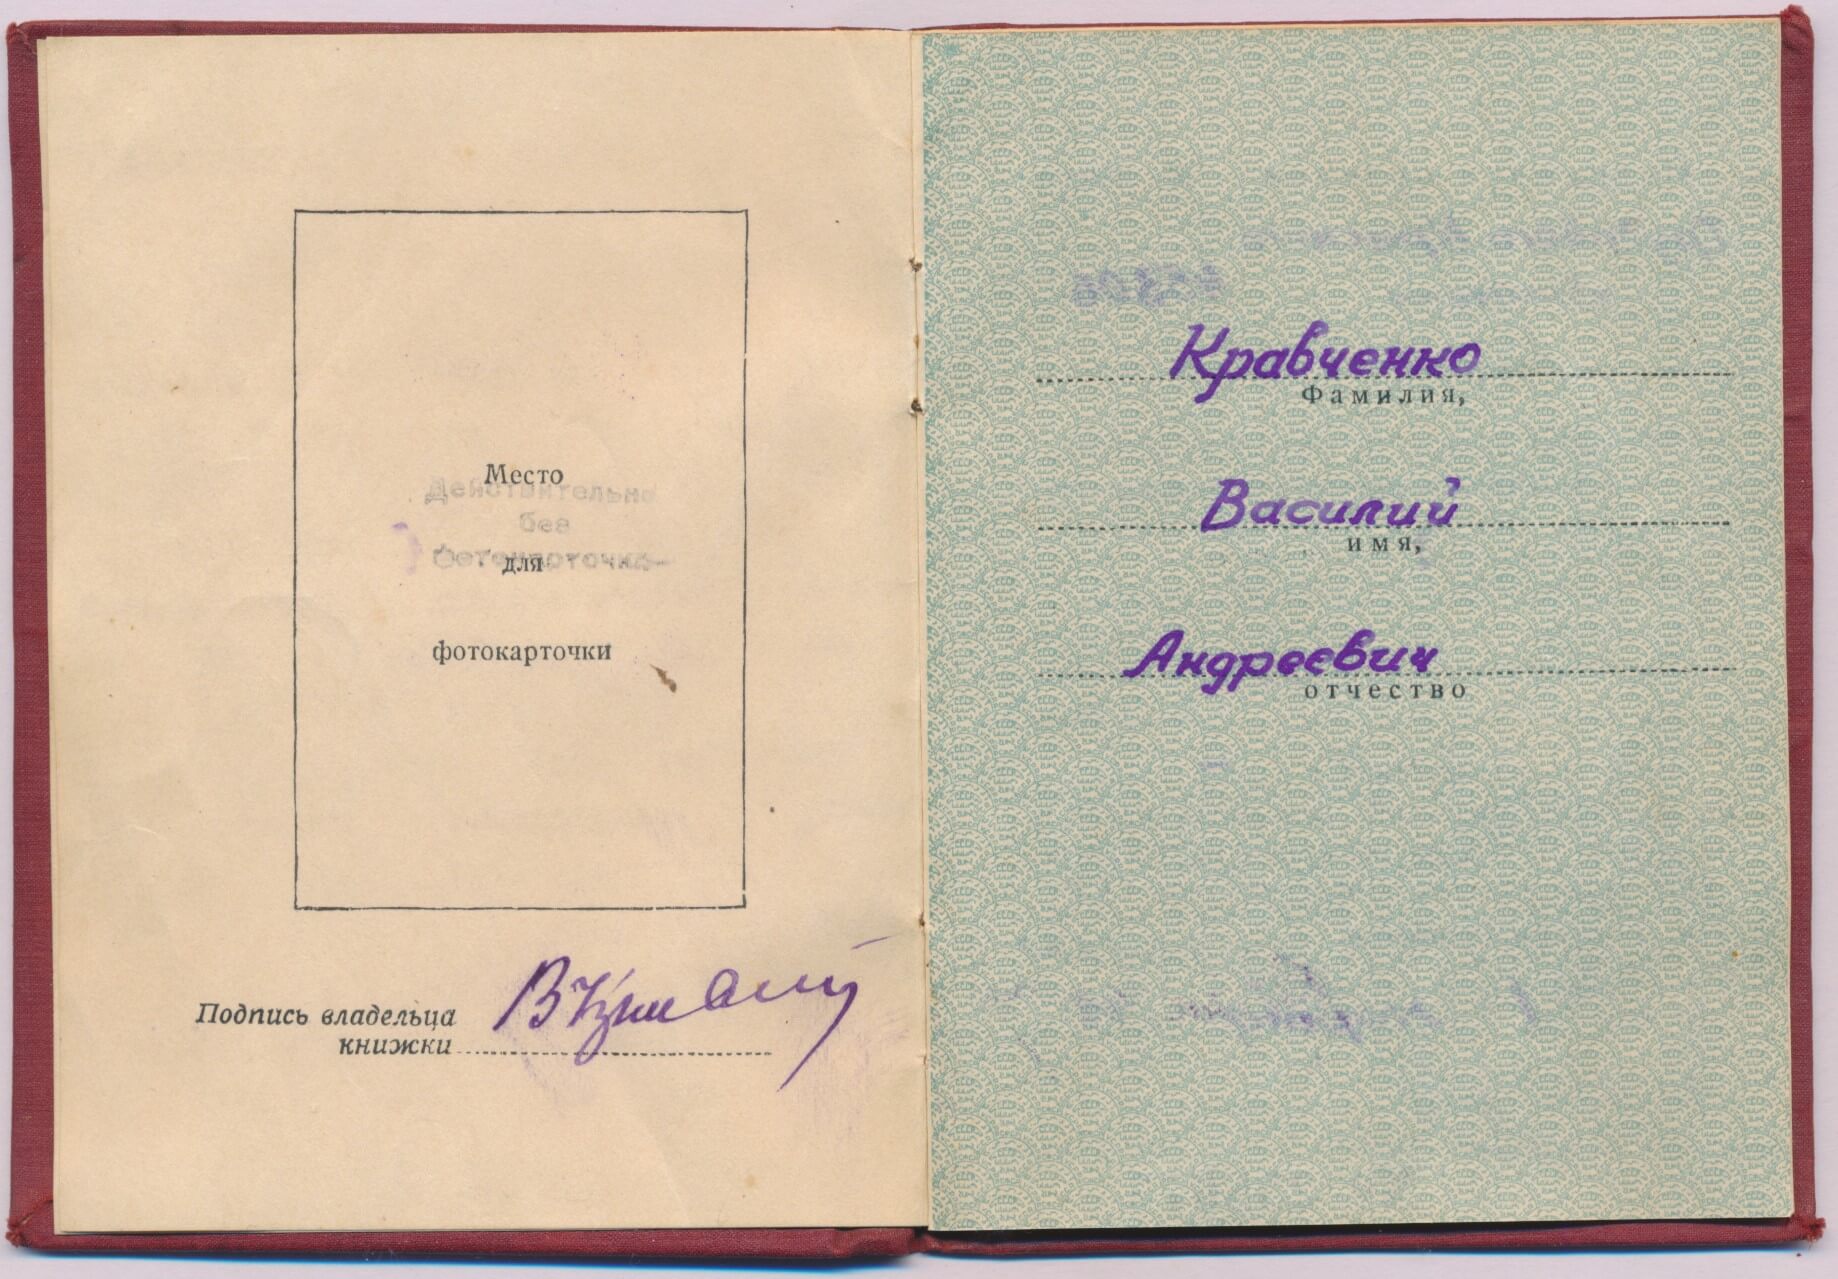 Место
Действительно
без
фотокарточки
для
фотокарточки
Подпись владельца
книжки
Кравченко
Фамилия,
Василий
имя,
Андреевич
отчество